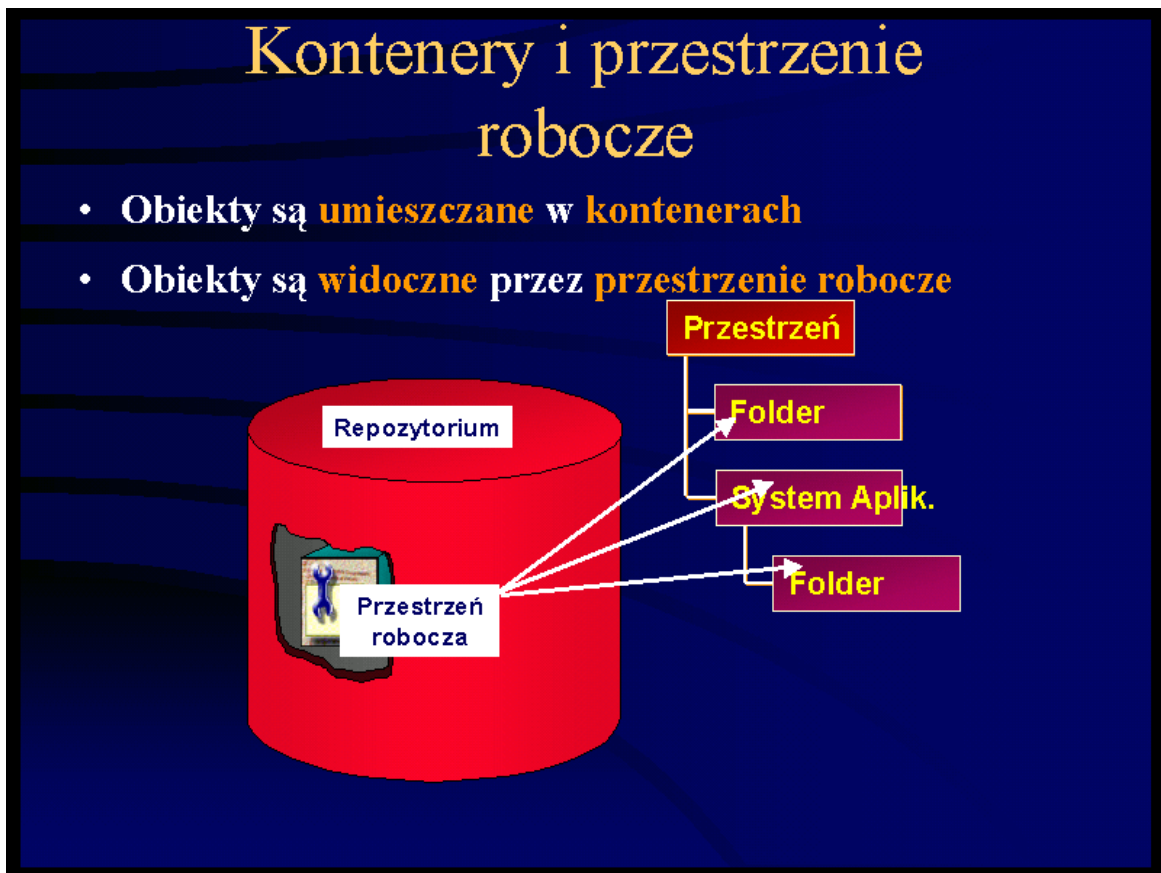 Kontenery i przestrzenie
robocze
• Obiekty są umieszczane w kontenerach
• Obiekty są widoczne przez przestrzenie robocze
Przestrzeń
Folder
System Aplik.
Folder
Repozytorium
Przestrzeń
robocza